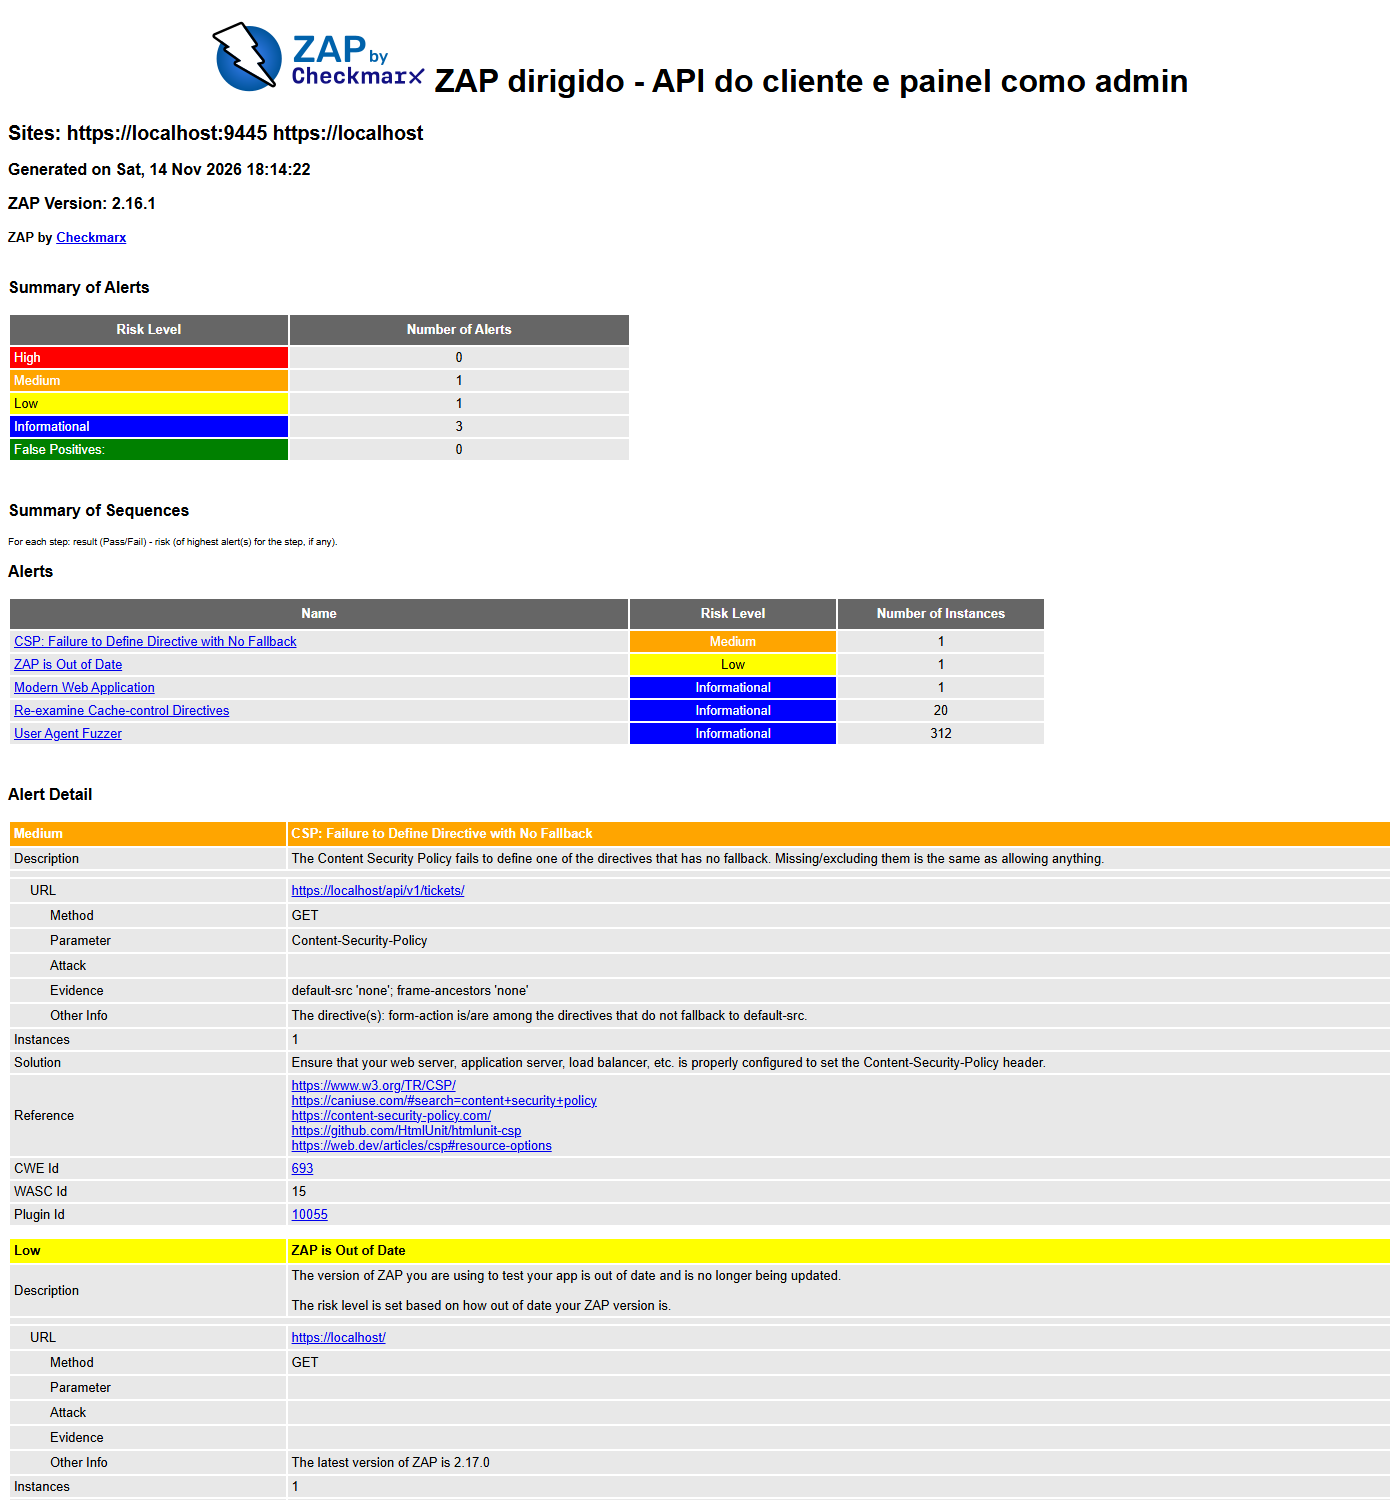 ZAP by
Checkmarx
ZAP dirigido - API do cliente e painel como admin
Sites: https://localhost:9445 https://localhost
Generated on Sat, 14 Nov 2026 18:14:22
ZAP Version: 2.16.1
ZAP by Checkmarx
Summary of Alerts
Risk Level Number of Alerts
High 0
Medium 1
Low 1
Informational 3
False Positives: 0
Summary of Sequences
For each step: result (Pass/Fail) - risk (of highest alert(s) for the step, if any).
Alerts
Name Risk Level Number of Instances
CSP: Failure to Define Directive with No Fallback Medium 1
ZAP is Out of Date Low 1
Modern Web Application Informational 1
Re-examine Cache-control Directives Informational 20
User Agent Fuzzer Informational 312
Alert Detail
Medium CSP: Failure to Define Directive with No Fallback
Description The Content Security Policy fails to define one of the directives that has no fallback. Missing/excluding them is the same as allowing anything.
URL https://localhost/api/v1/tickets/
Method GET
Parameter Content-Security-Policy
Attack
Evidence default-src 'none'; frame-ancestors 'none'
Other Info The directive(s): form-action is/are among the directives that do not fallback to default-src.
Instances 1
Solution Ensure that your web server, application server, load balancer, etc. is properly configured to set the Content-Security-Policy header.
Reference
https://www.w3.org/TR/CSP/
https://caniuse.com/#search=content+security+policy
https://content-security-policy.com/
https://github.com/HtmlUnit/htmlunit-csp
https://web.dev/articles/csp#resource-options
CWE Id 693
WASC Id 15
Plugin Id 10055
Low ZAP is Out of Date
Description
The version of ZAP you are using to test your app is out of date and is no longer being updated.
The risk level is set based on how out of date your ZAP version is.
URL https://localhost/
Method GET
Parameter
Attack
Evidence
Other Info The latest version of ZAP is 2.17.0
Instances 1